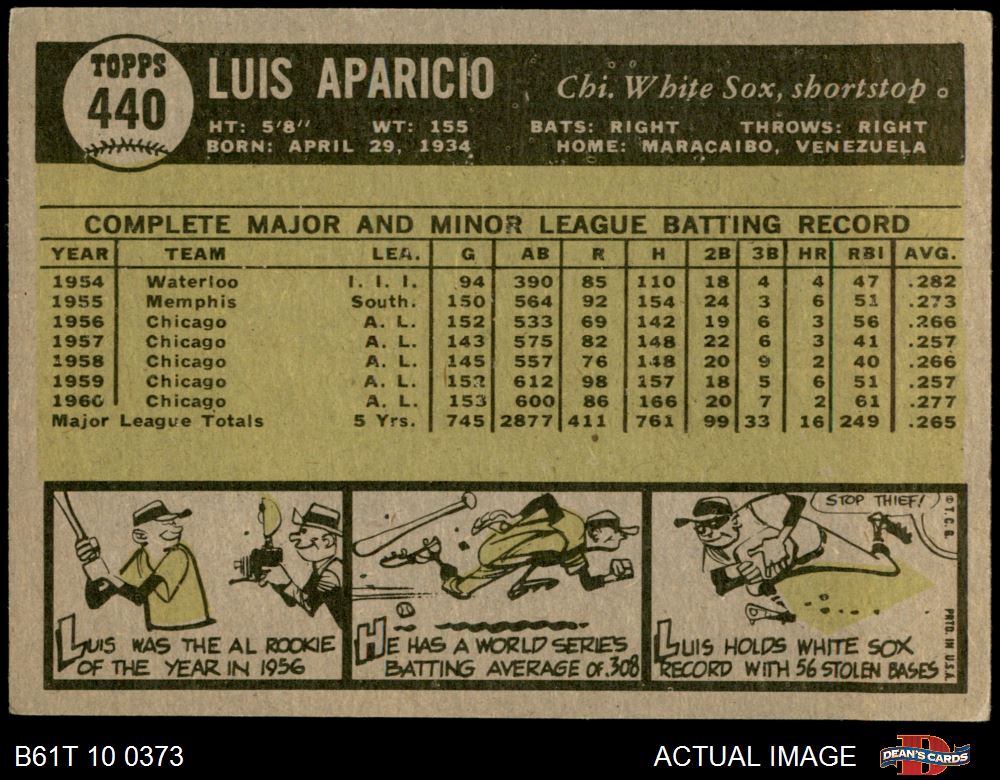 TOPPS
440
LUIS APARICIO
Chi. White Sox, shortstop
HT: 5'8" WT: 155 BATS: RIGHT THROWS: RIGHT
BORN: APRIL 29, 1934 HOME: MARACAIBO, VENEZUELA
COMPLETE MAJOR AND MINOR LEAGUE BATTING RECORD
YEAR TEAM LEA. G AB R H 2B 3B HR RBI AVG.
1954 Waterloo I. I. I. 94 390 85 110 18 4 4 47 .282
1955 Memphis South. 150 564 92 154 24 3 6 51 .273
1956 Chicago A. L. 152 533 69 142 19 6 3 56 .266
1957 Chicago A. L. 143 575 82 148 22 6 3 41 .257
1958 Chicago A. L. 145 557 76 148 20 9 2 40 .266
1959 Chicago A. L. 152 612 98 157 18 5 6 51 .257
1960 Chicago A. L. 153 600 86 166 20 7 2 61 .277
Major League Totals 5 Yrs. 745 2877 411 761 99 33 16 249 .265
LUIS WAS THE AL ROOKIE
OF THE YEAR IN 1956
HE HAS A WORLD SERIES
BATTING AVERAGE OF .308
STOP THIEF!
LUIS HOLDS WHITE SOX
RECORD WITH 56 STOLEN BASES
© T. C. G.
PRTD. IN U.S.A.
B61T 10 0373
ACTUAL IMAGE
DEAN'S CARDS